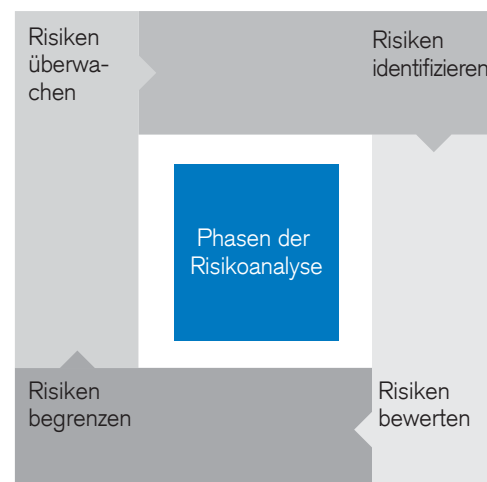 Risiken
überwa-
chen
Risiken
identifizieren
Phasen der
Risikoanalyse
Risiken
begrenzen
Risiken
bewerten